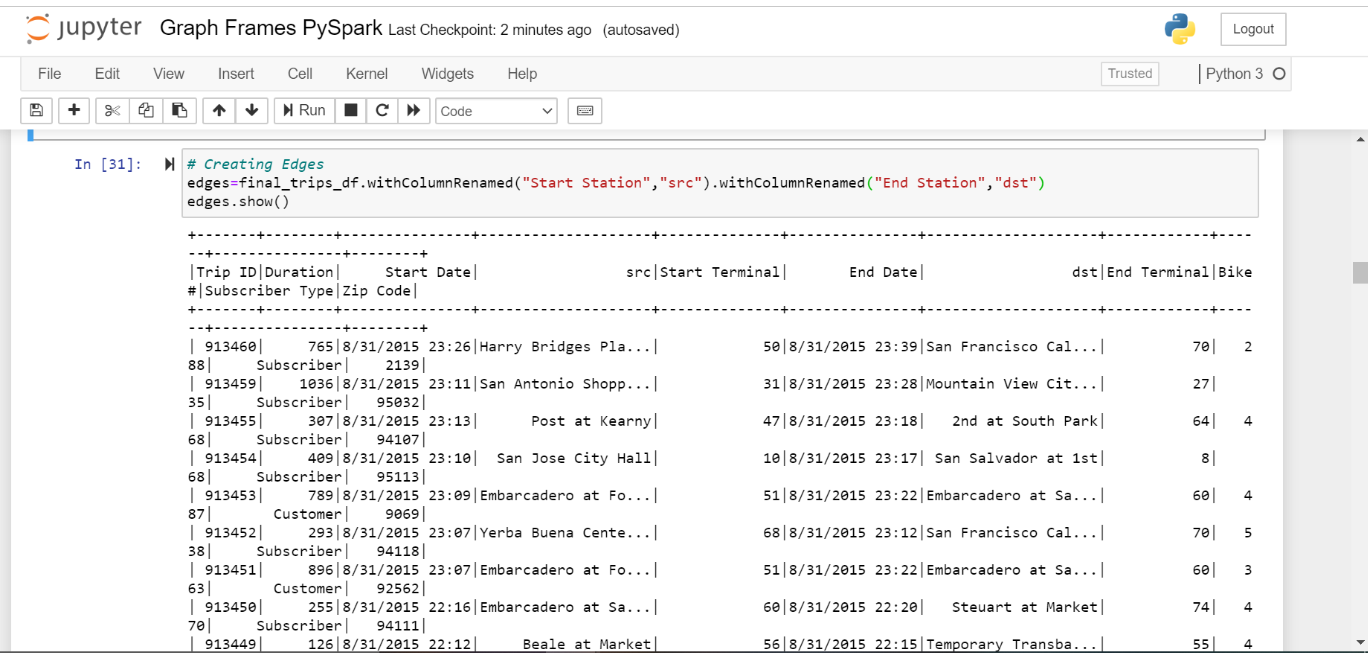 jupyter Graph Frames PySpark Last Checkpoint: 2 minutes ago (autosaved) Logout
File Edit View Insert Cell Kernel Widgets Help Trusted Python 3
Run Code
In [31]: # Creating Edges
edges=final_trips_df.withColumnRenamed("Start Station","src").withColumnRenamed("End Station","dst")
edges.show()
+-------+--------+---------------+--------------------+--------------+---------------+--------------------+------------+----
--+---------------+--------+
|Trip ID|Duration|     Start Date|                 src|Start Terminal|       End Date|                 dst|End Terminal|Bike
#|Subscriber Type|Zip Code|
+-------+--------+---------------+--------------------+--------------+---------------+--------------------+------------+----
--+---------------+--------+
| 913460|     765|8/31/2015 23:26|Harry Bridges Pla...|            50|8/31/2015 23:39|San Francisco Cal...|          70|   2
88|     Subscriber|    2139|
| 913459|    1036|8/31/2015 23:11|San Antonio Shopp...|            31|8/31/2015 23:28|Mountain View Cit...|          27|
35|     Subscriber|   95032|
| 913455|     307|8/31/2015 23:13|      Post at Kearny|            47|8/31/2015 23:18|   2nd at South Park|          64|   4
68|     Subscriber|   94107|
| 913454|     409|8/31/2015 23:10|  San Jose City Hall|            10|8/31/2015 23:17| San Salvador at 1st|           8|
68|     Subscriber|   95113|
| 913453|     789|8/31/2015 23:09|Embarcadero at Fo...|            51|8/31/2015 23:22|Embarcadero at Sa...|          60|   4
87|       Customer|    9069|
| 913452|     293|8/31/2015 23:07|Yerba Buena Cente...|            68|8/31/2015 23:12|San Francisco Cal...|          70|   5
38|     Subscriber|   94118|
| 913451|     896|8/31/2015 23:07|Embarcadero at Fo...|            51|8/31/2015 23:22|Embarcadero at Sa...|          60|   3
63|       Customer|   92562|
| 913450|     255|8/31/2015 22:16|Embarcadero at Sa...|            60|8/31/2015 22:20|   Steuart at Market|          74|   4
70|     Subscriber|   94111|
| 913449|     126|8/31/2015 22:12|     Beale at Market|            56|8/31/2015 22:15|Temporary Transba...|          55|   4